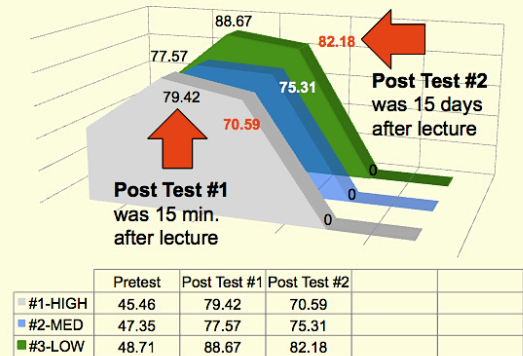 88.67
82.18
77.57
79.42
75.31
70.59
Post Test #2
was 15 days
after lecture
Post Test #1
was 15 min.
after lecture
0
0
0
Pretest Post Test #1 Post Test #2
#1-HIGH 45.46 79.42 70.59
#2-MED 47.35 77.57 75.31
#3-LOW 48.71 88.67 82.18